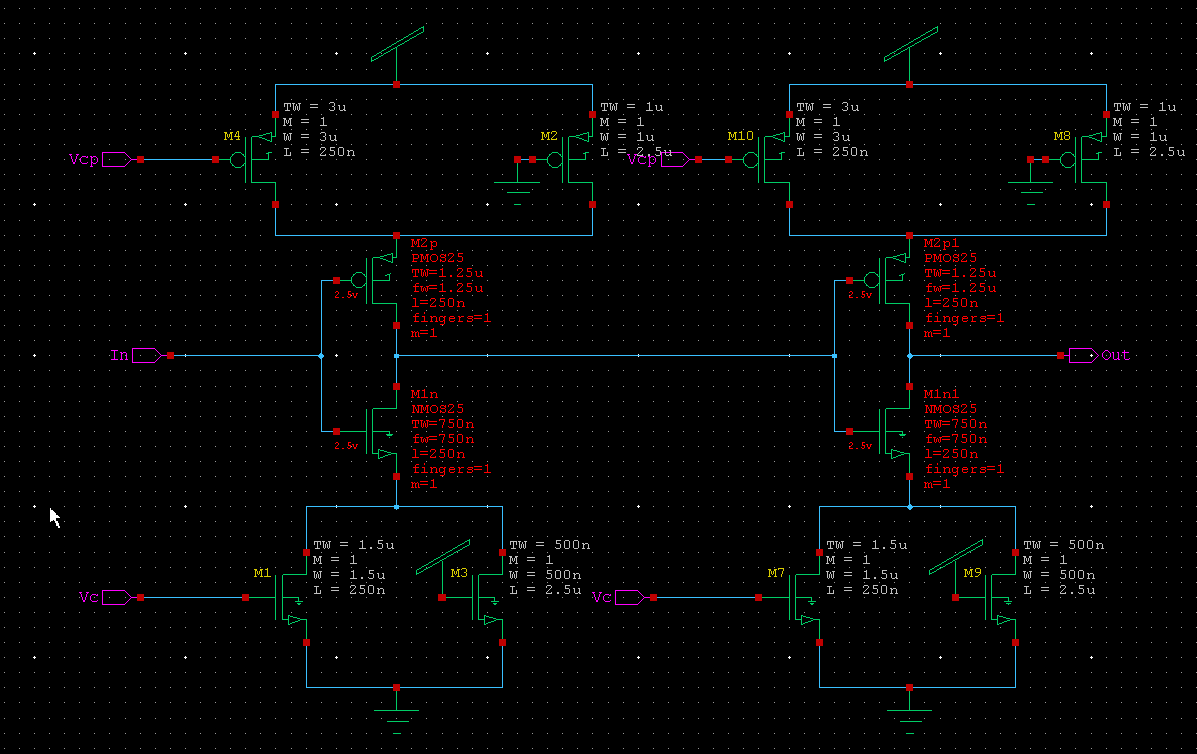 TW = 3u
M = 1
W = 3u
L = 250n
M4
Vcp
TW = 1u
M = 1
W = 1u
L = 2.5u
M2
TW = 3u
M = 1
W = 3u
L = 250n
M10
Vcp
TW = 1u
M = 1
W = 1u
L = 2.5u
M8
M2p
PMOS25
TW=1.25u
fw=1.25u
l=250n
fingers=1
m=1
2.5v
M2p1
PMOS25
TW=1.25u
fw=1.25u
l=250n
fingers=1
m=1
2.5v
In
Out
M1n
NMOS25
TW=750n
fw=750n
l=250n
fingers=1
m=1
2.5v
M1n1
NMOS25
TW=750n
fw=750n
l=250n
fingers=1
m=1
2.5v
TW = 1.5u
M = 1
W = 1.5u
L = 250n
M1
Vc
TW = 500n
M = 1
W = 500n
L = 2.5u
M3
TW = 1.5u
M = 1
W = 1.5u
L = 250n
M7
Vc
TW = 500n
M = 1
W = 500n
L = 2.5u
M9